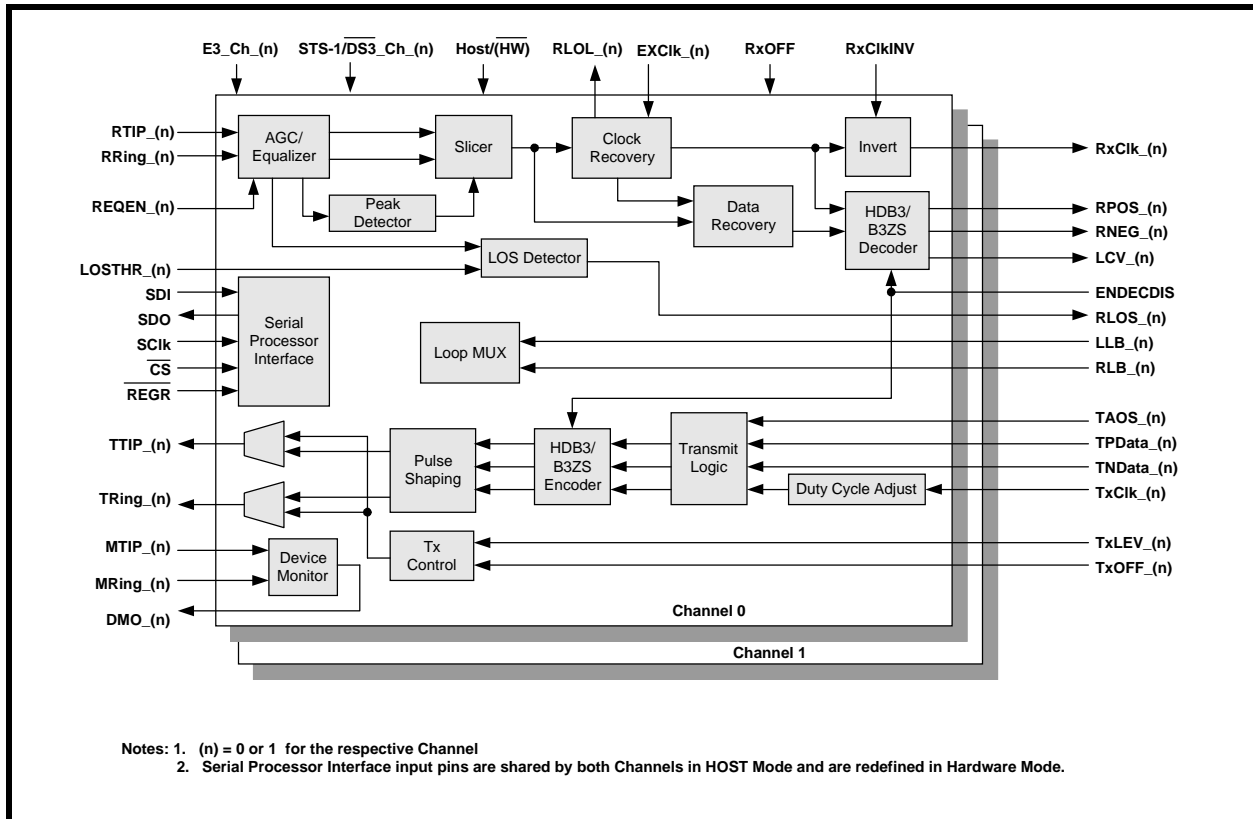 E3_Ch_(n)
STS-1/D̅S̅3̅_Ch_(n)
Host/(H̅W̅)
RLOL_(n)
EXClk_(n)
RxOFF
RxClkINV
RTIP_(n)
RRing_(n)
REQEN_(n)
LOSTHR_(n)
SDI
SDO
SClk
C̅S̅
R̅E̅G̅R̅
TTIP_(n)
TRing_(n)
MTIP_(n)
MRing_(n)
DMO_(n)
AGC/
Equalizer
Slicer
Clock
Recovery
Invert
Peak
Detector
Data
Recovery
HDB3/
B3ZS
Decoder
LOS Detector
Serial
Processor
Interface
Loop MUX
Pulse
Shaping
HDB3/
B3ZS
Encoder
Transmit
Logic
Duty Cycle Adjust
Device
Monitor
Tx
Control
RxClk_(n)
RPOS_(n)
RNEG_(n)
LCV_(n)
ENDECDIS
RLOS_(n)
LLB_(n)
RLB_(n)
TAOS_(n)
TPData_(n)
TNData_(n)
TxClk_(n)
TxLEV_(n)
TxOFF_(n)
Channel 0
Channel 1
Notes: 1. (n) = 0 or 1 for the respective Channel
2. Serial Processor Interface input pins are shared by both Channels in HOST Mode and are redefined in Hardware Mode.